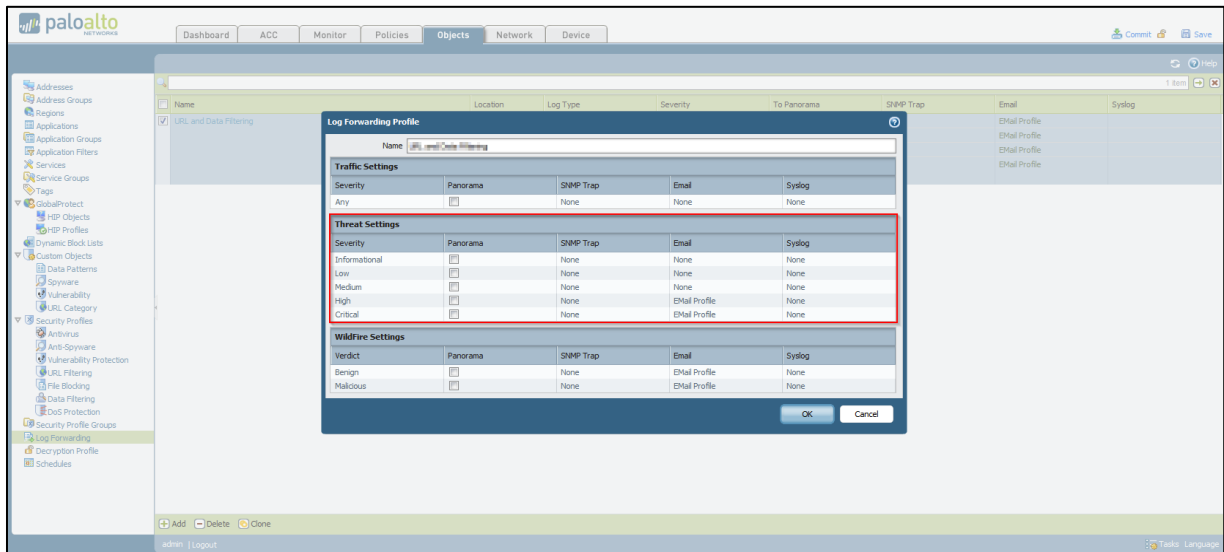 paloalto
NETWORKS
Dashboard ACC Monitor Policies Objects Network Device
Commit Save
Help
1 item
Name Location Log Type Severity To Panorama SNMP Trap Email Syslog
URL and Data Filtering
EMail Profile
EMail Profile
EMail Profile
EMail Profile
Addresses
Address Groups
Regions
Applications
Application Groups
Application Filters
Services
Service Groups
Tags
GlobalProtect
HIP Objects
HIP Profiles
Dynamic Block Lists
Custom Objects
Data Patterns
Spyware
Vulnerability
URL Category
Security Profiles
Antivirus
Anti-Spyware
Vulnerability Protection
URL Filtering
File Blocking
Data Filtering
DoS Protection
Security Profile Groups
Log Forwarding
Decryption Profile
Schedules
Log Forwarding Profile
Name
Traffic Settings
Severity Panorama SNMP Trap Email Syslog
Any None None None
Threat Settings
Severity Panorama SNMP Trap Email Syslog
Informational None None None
Low None None None
Medium None None None
High None EMail Profile None
Critical None EMail Profile None
WildFire Settings
Verdict Panorama SNMP Trap Email Syslog
Benign None EMail Profile None
Malicious None EMail Profile None
OK Cancel
Add Delete Clone
admin | Logout
Tasks Language